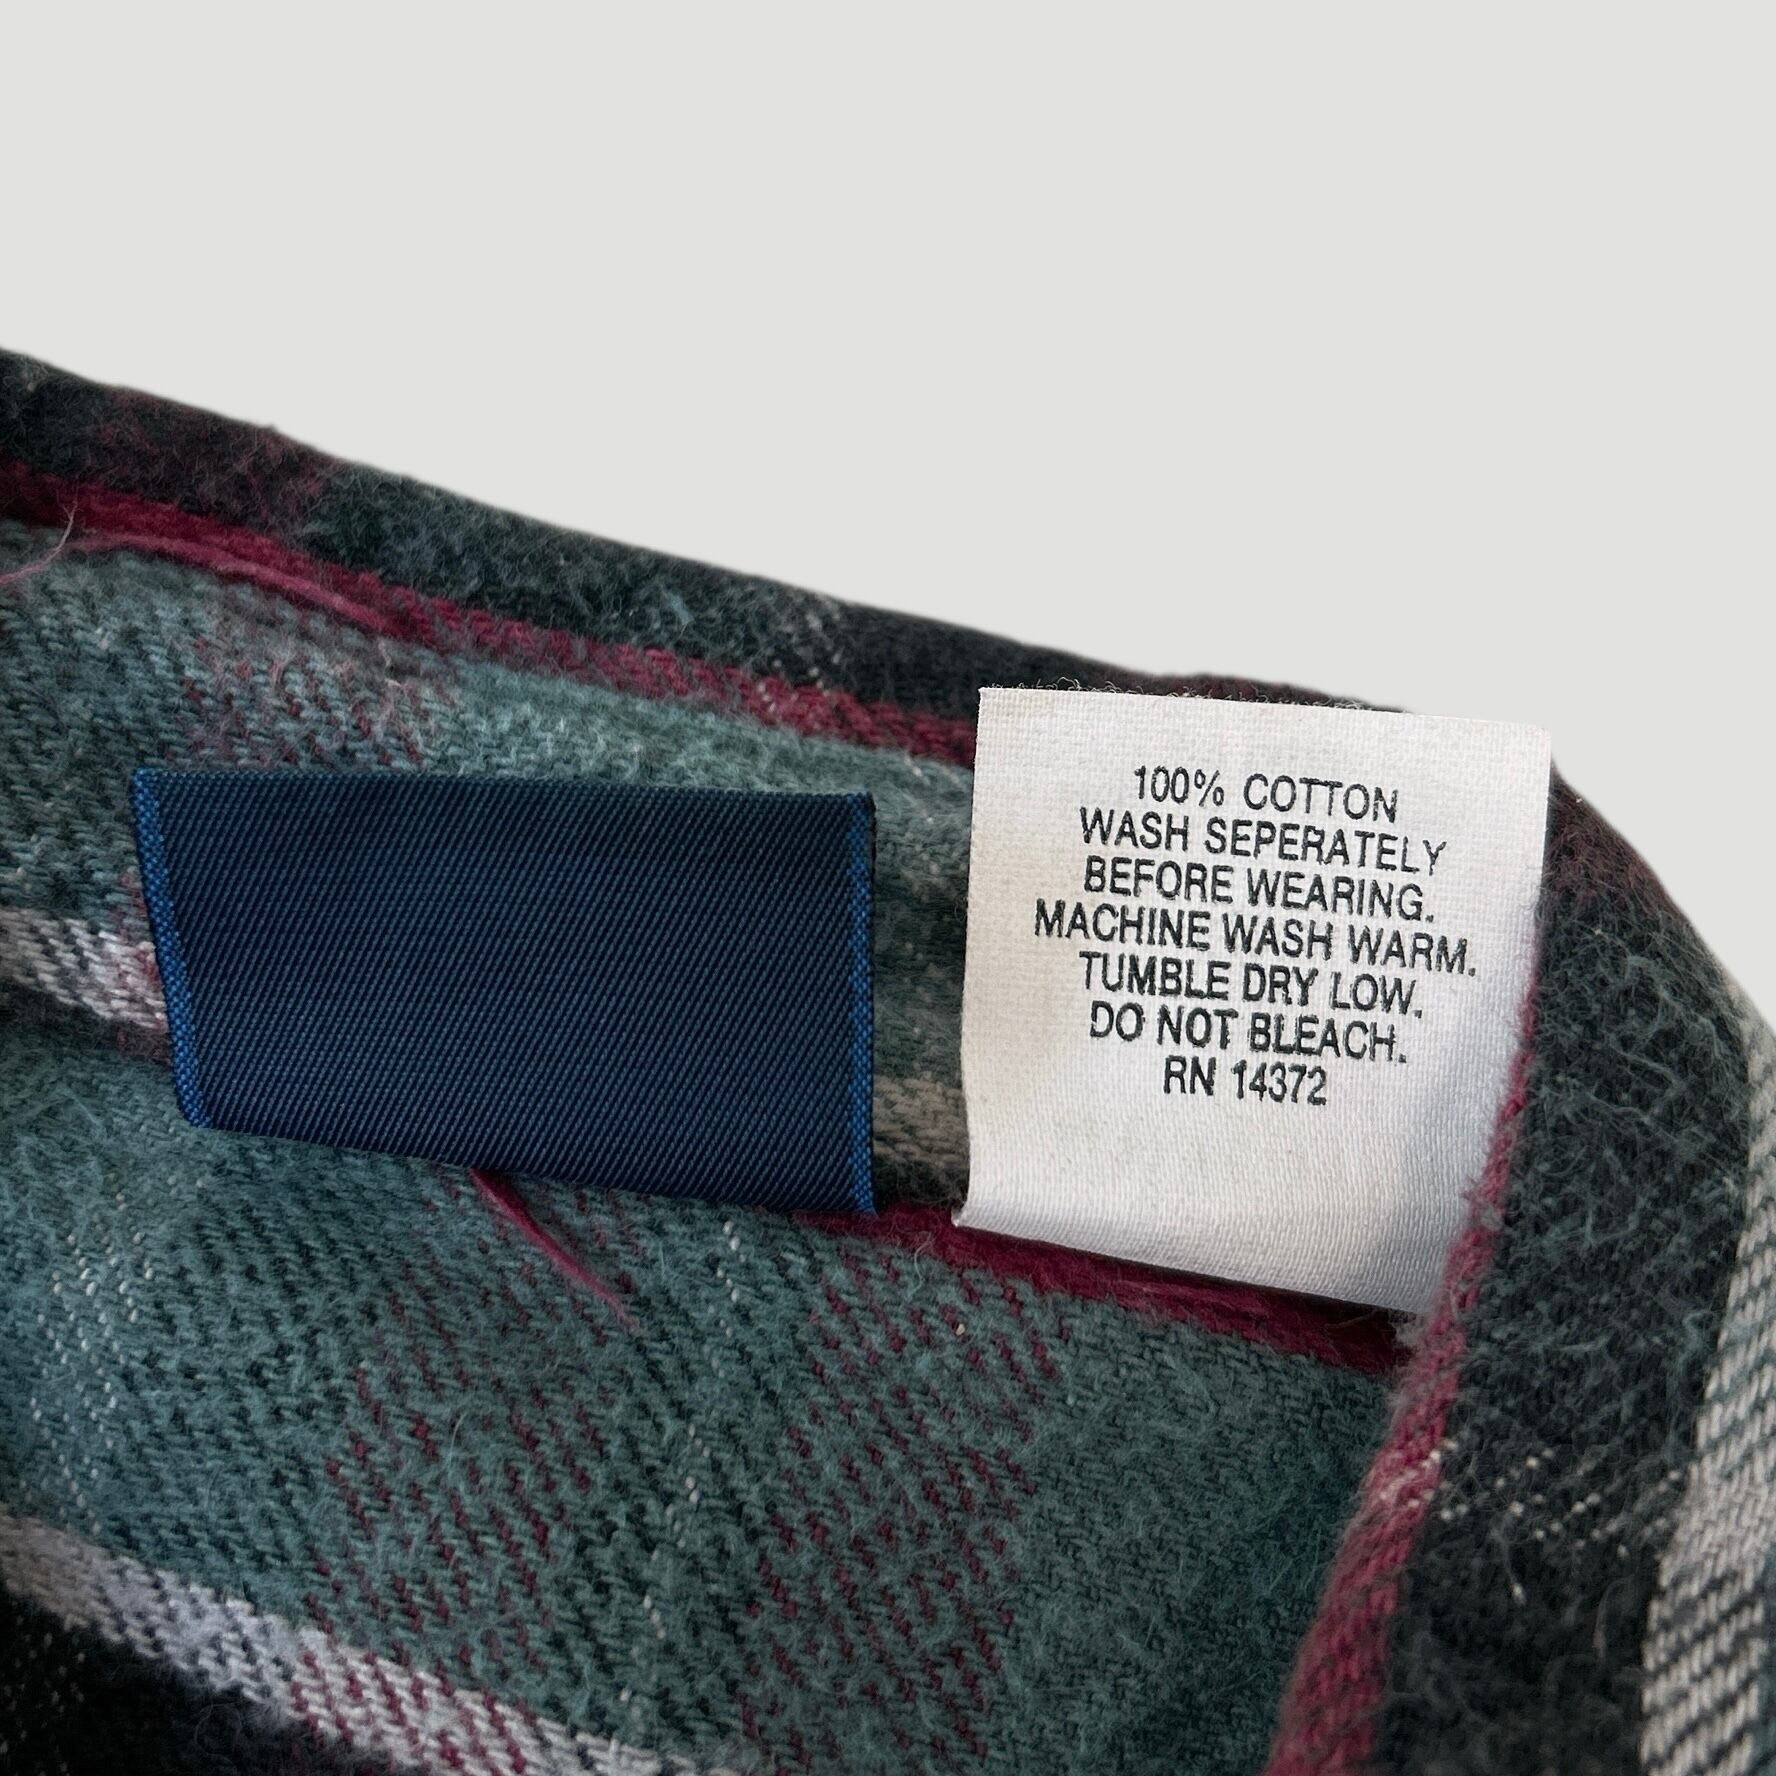 100% COTTON
WASH SEPERATELY
BEFORE WEARING.
MACHINE WASH WARM.
TUMBLE DRY LOW.
DO NOT BLEACH.
RN 14372